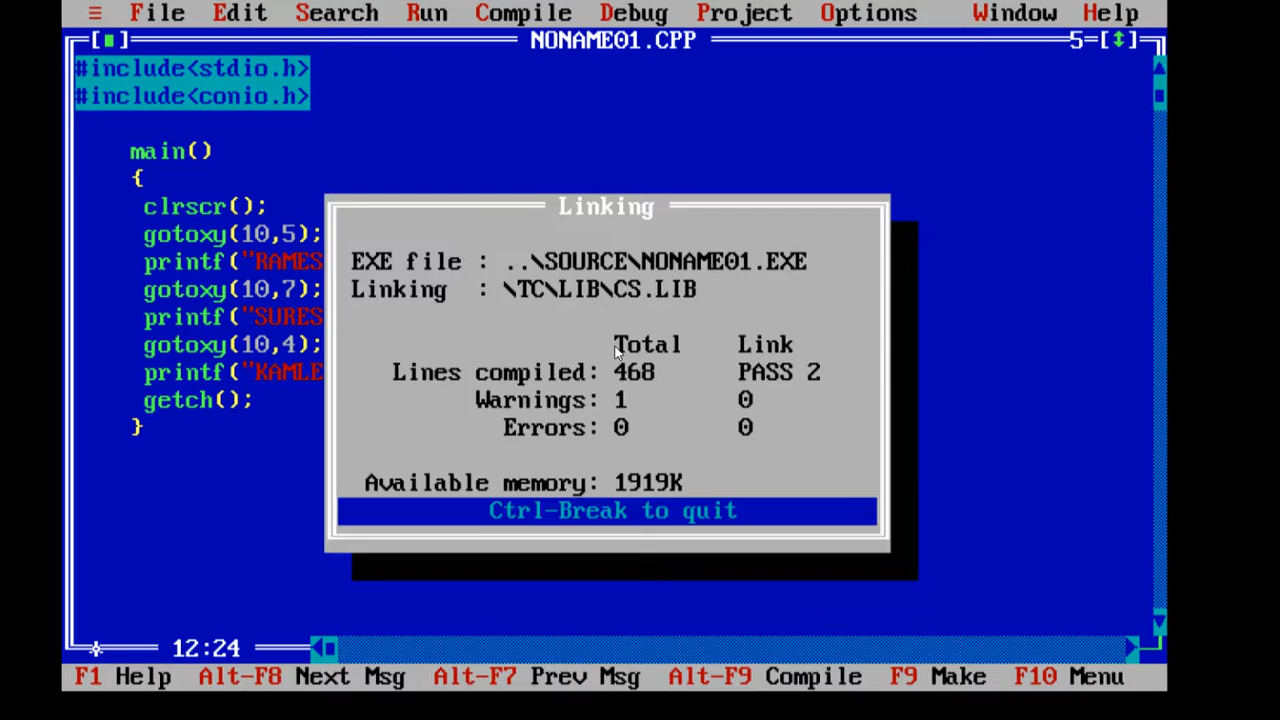 ≡ File Edit Search Run Compile Debug Project Options Window Help
[■] NONAME01.CPP 5=[↕]
#include<stdio.h>
#include<conio.h>
main()
{
clrscr();
gotoxy(10,5);
printf("RAMES
gotoxy(10,7);
printf("SURES
gotoxy(10,4);
printf("KAMLE
getch();
}
Linking
EXE file : ..\SOURCE\NONAME01.EXE
Linking : \TC\LIB\CS.LIB
Total Link
Lines compiled: 468 PASS 2
Warnings: 1 0
Errors: 0 0
Available memory: 1919K
Ctrl-Break to quit
12:24
F1 Help Alt-F8 Next Msg Alt-F7 Prev Msg Alt-F9 Compile F9 Make F10 Menu